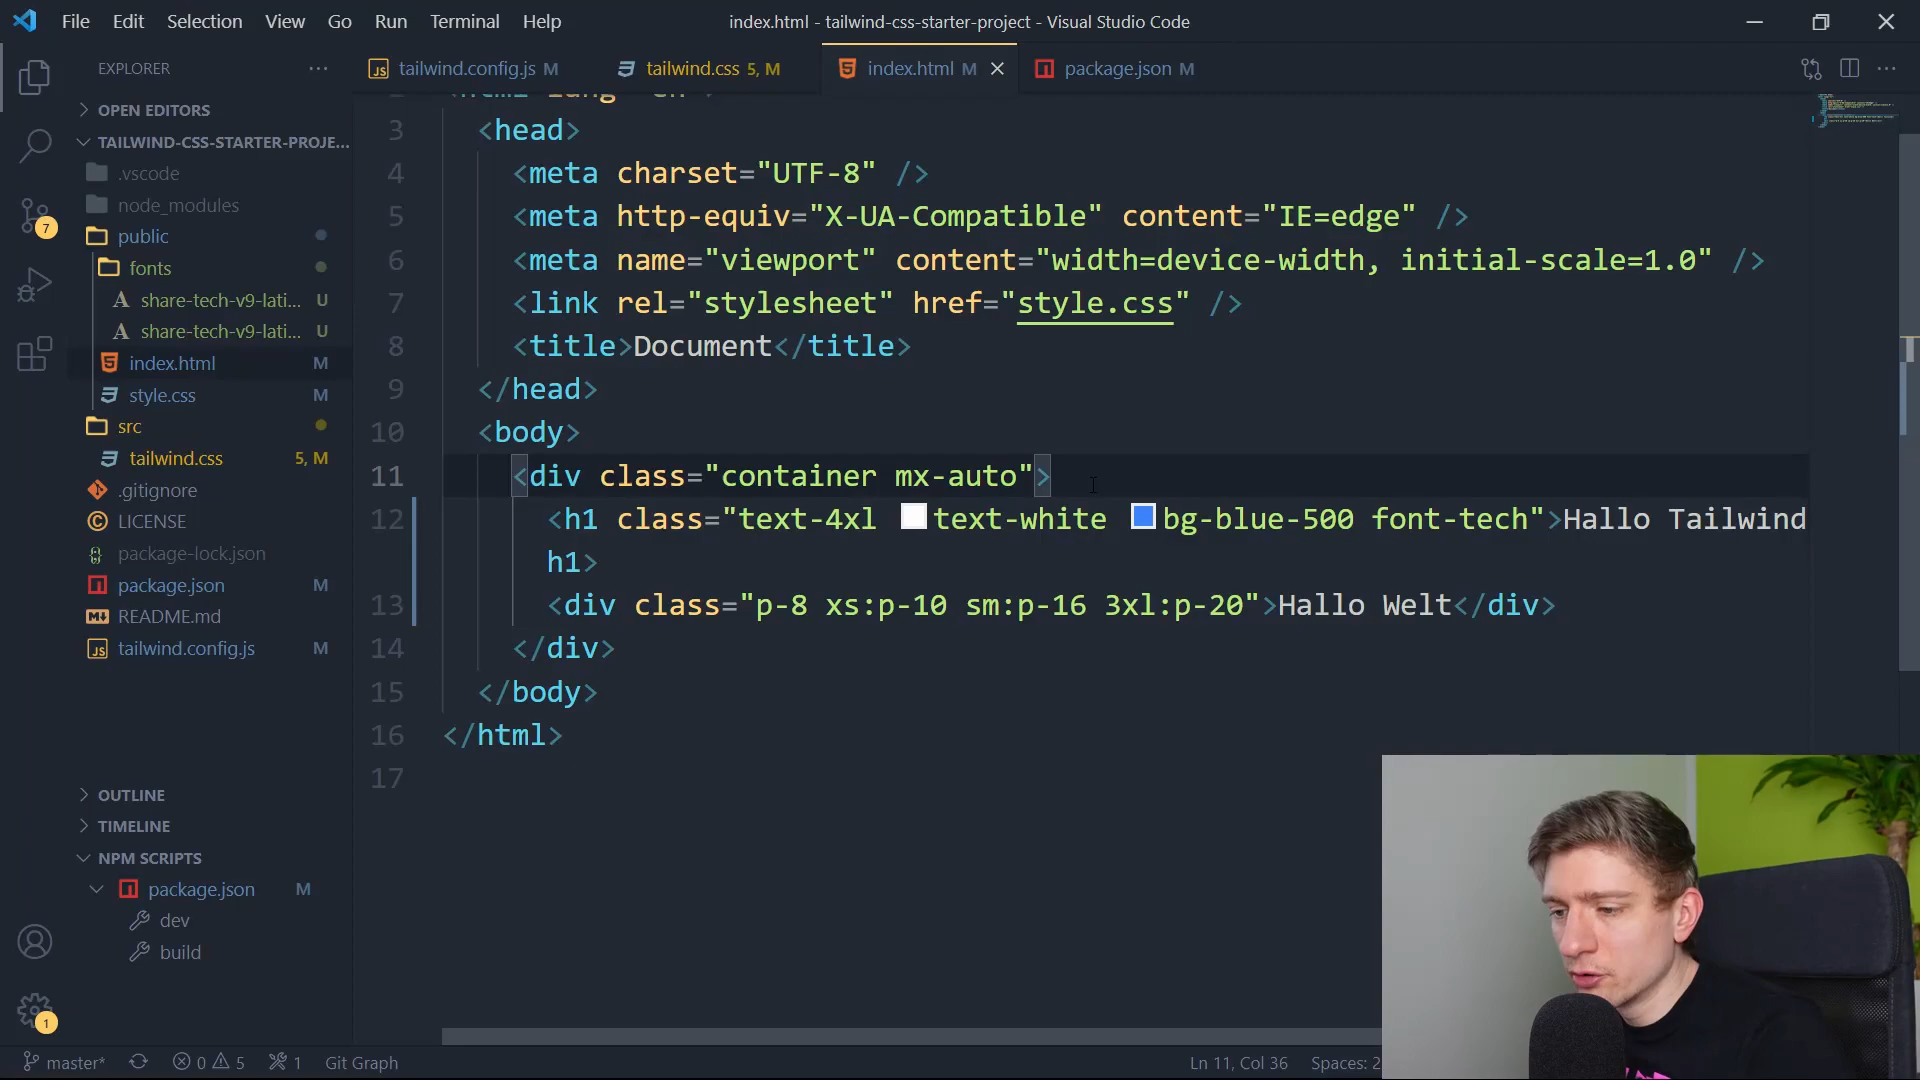 File Edit Selection View Go Run Terminal Help
index.html - tailwind-css-starter-project - Visual Studio Code
EXPLORER
OPEN EDITORS
TAILWIND-CSS-STARTER-PROJE...
.vscode
node_modules
public
fonts
share-tech-v9-lati... U
share-tech-v9-lati... U
index.html M
style.css M
src
tailwind.css 5, M
.gitignore
LICENSE
package-lock.json
package.json M
README.md
tailwind.config.js M
OUTLINE
TIMELINE
NPM SCRIPTS
package.json M
dev
build
7
1
tailwind.config.js M
tailwind.css 5, M
index.html M
package.json M
3 <head>
4 <meta charset="UTF-8" />
5 <meta http-equiv="X-UA-Compatible" content="IE=edge" />
6 <meta name="viewport" content="width=device-width, initial-scale=1.0" />
7 <link rel="stylesheet" href="style.css" />
8 <title>Document</title>
9 </head>
10 <body>
11 <div class="container mx-auto">
12 <h1 class="text-4xl text-white bg-blue-500 font-tech">Hallo Tailwind
h1>
13 <div class="p-8 xs:p-10 sm:p-16 3xl:p-20">Hallo Welt</div>
14 </div>
15 </body>
16 </html>
17
master* 0 5 1 Git Graph
Ln 11, Col 36 Spaces: 2